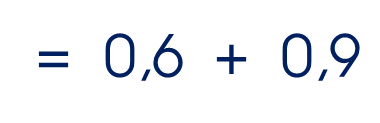 = 0,6 + 0,9